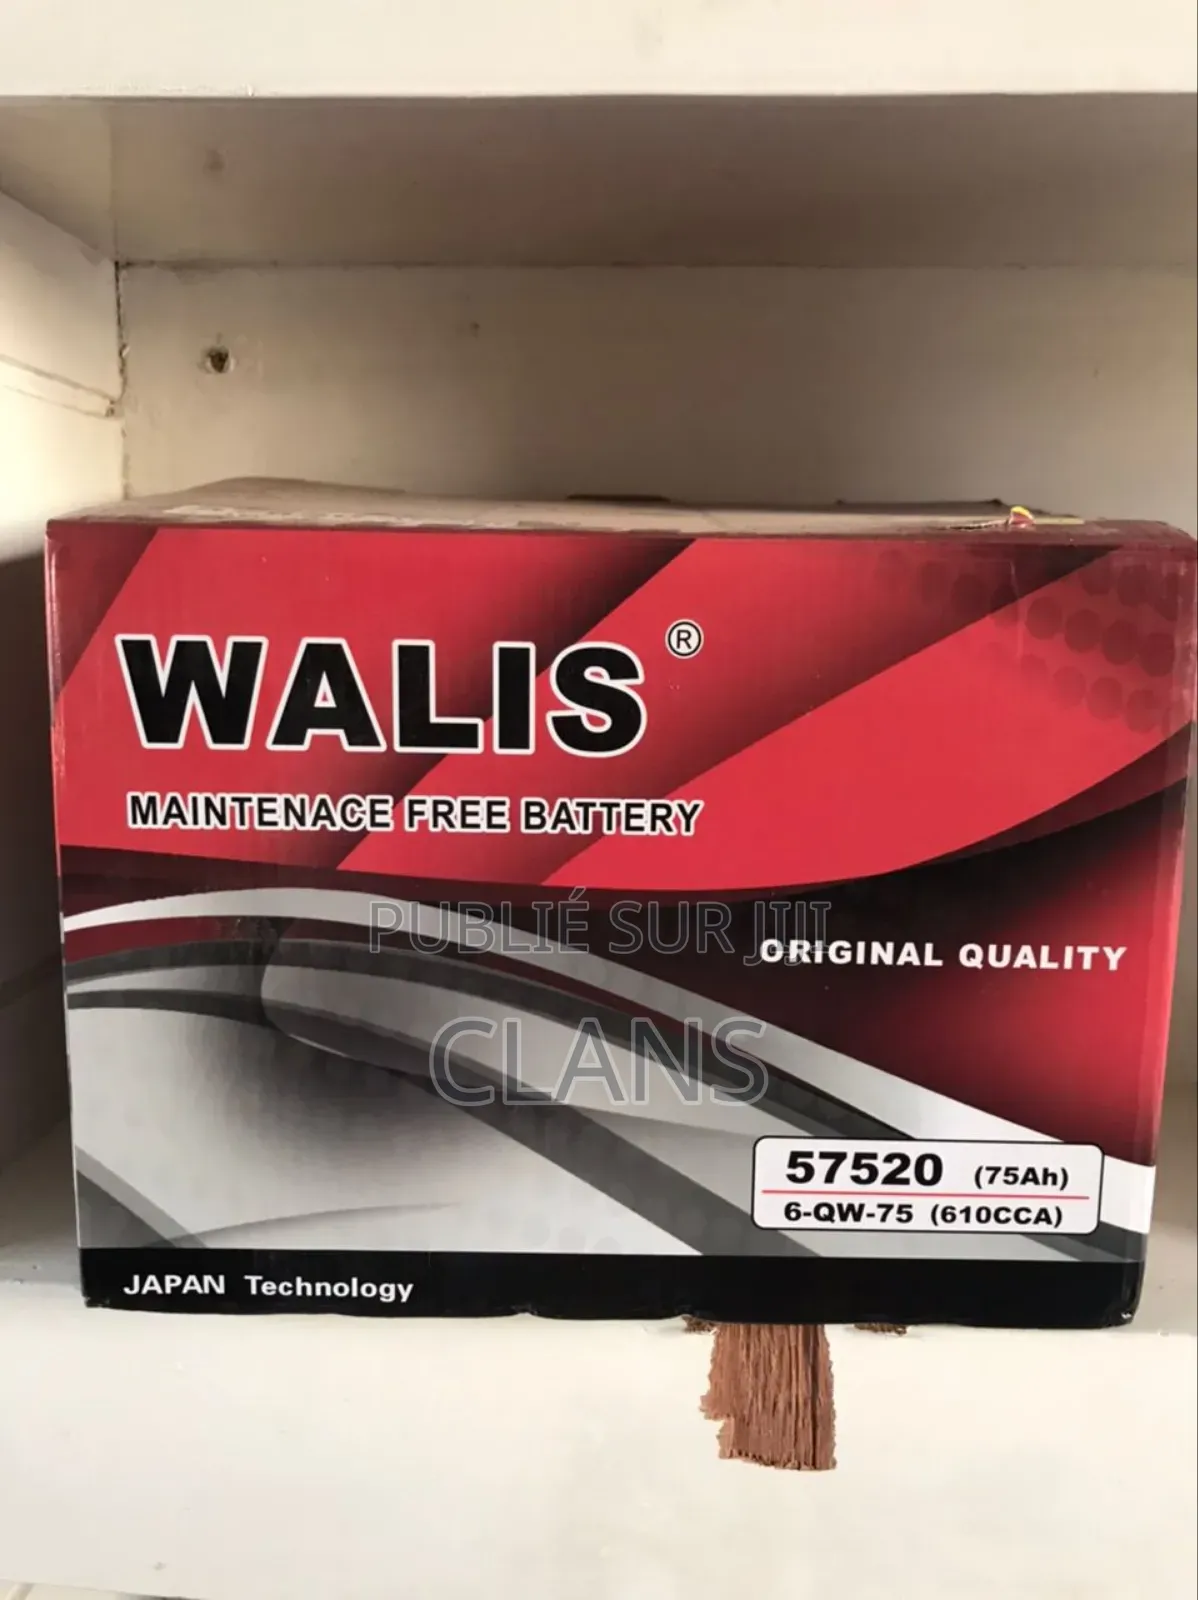 WALIS ®
MAINTENACE FREE BATTERY
PUBLIÉ SUR JIJI
ORIGINAL QUALITY
CLANS
57520 (75Ah)
6-QW-75 (610CCA)
JAPAN Technology